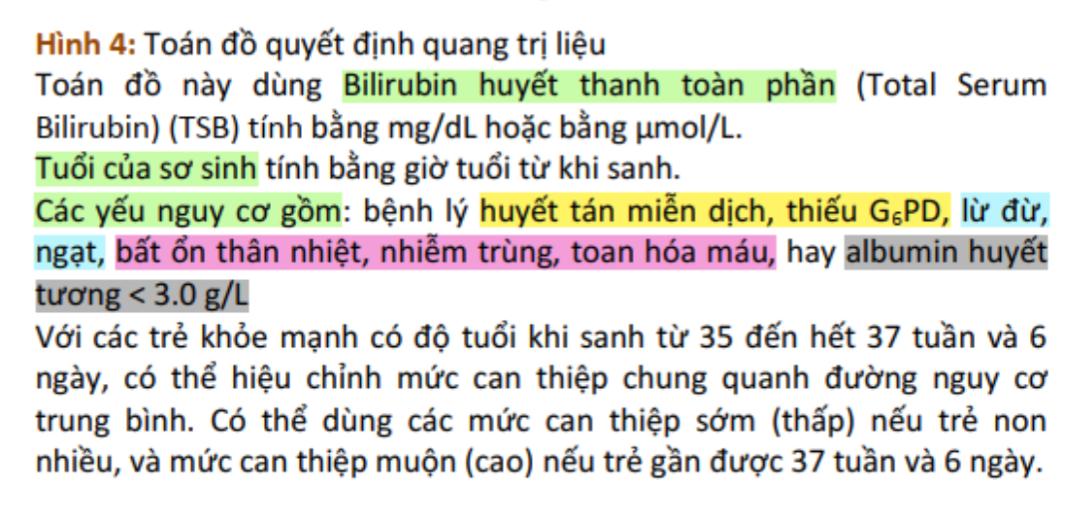 Hình 4: Toán đồ quyết định quang trị liệu
Toán đồ này dùng Bilirubin huyết thanh toàn phần (Total Serum
Bilirubin) (TSB) tính bằng mg/dL hoặc bằng μmol/L.
Tuổi của sơ sinh tính bằng giờ tuổi từ khi sanh.
Các yếu nguy cơ gồm: bệnh lý huyết tán miễn dịch, thiếu G₆PD, lừ đừ,
ngạt, bất ổn thân nhiệt, nhiễm trùng, toan hóa máu, hay albumin huyết
tương < 3.0 g/L
Với các trẻ khỏe mạnh có độ tuổi khi sanh từ 35 đến hết 37 tuần và 6
ngày, có thể hiệu chỉnh mức can thiệp chung quanh đường nguy cơ
trung bình. Có thể dùng các mức can thiệp sớm (thấp) nếu trẻ non
nhiều, và mức can thiệp muộn (cao) nếu trẻ gần được 37 tuần và 6 ngày.